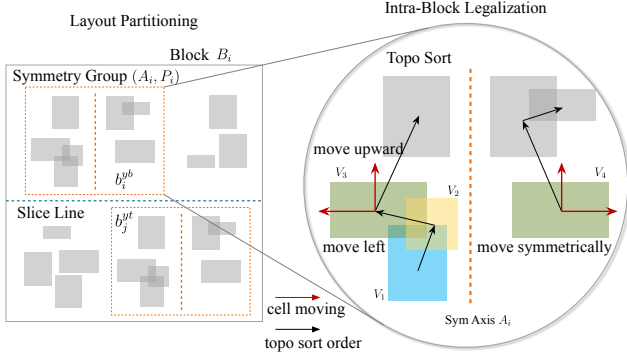 Layout Partitioning
Intra-Block Legalization
Block B_i
Symmetry Group (A_i, P_i)
Topo Sort
move upward
V_3
V_4
V_2
b_i^{yb}
Slice Line
b_j^{yt}
move left
move symmetrically
V_1
cell moving
Sym Axis A_i
topo sort order